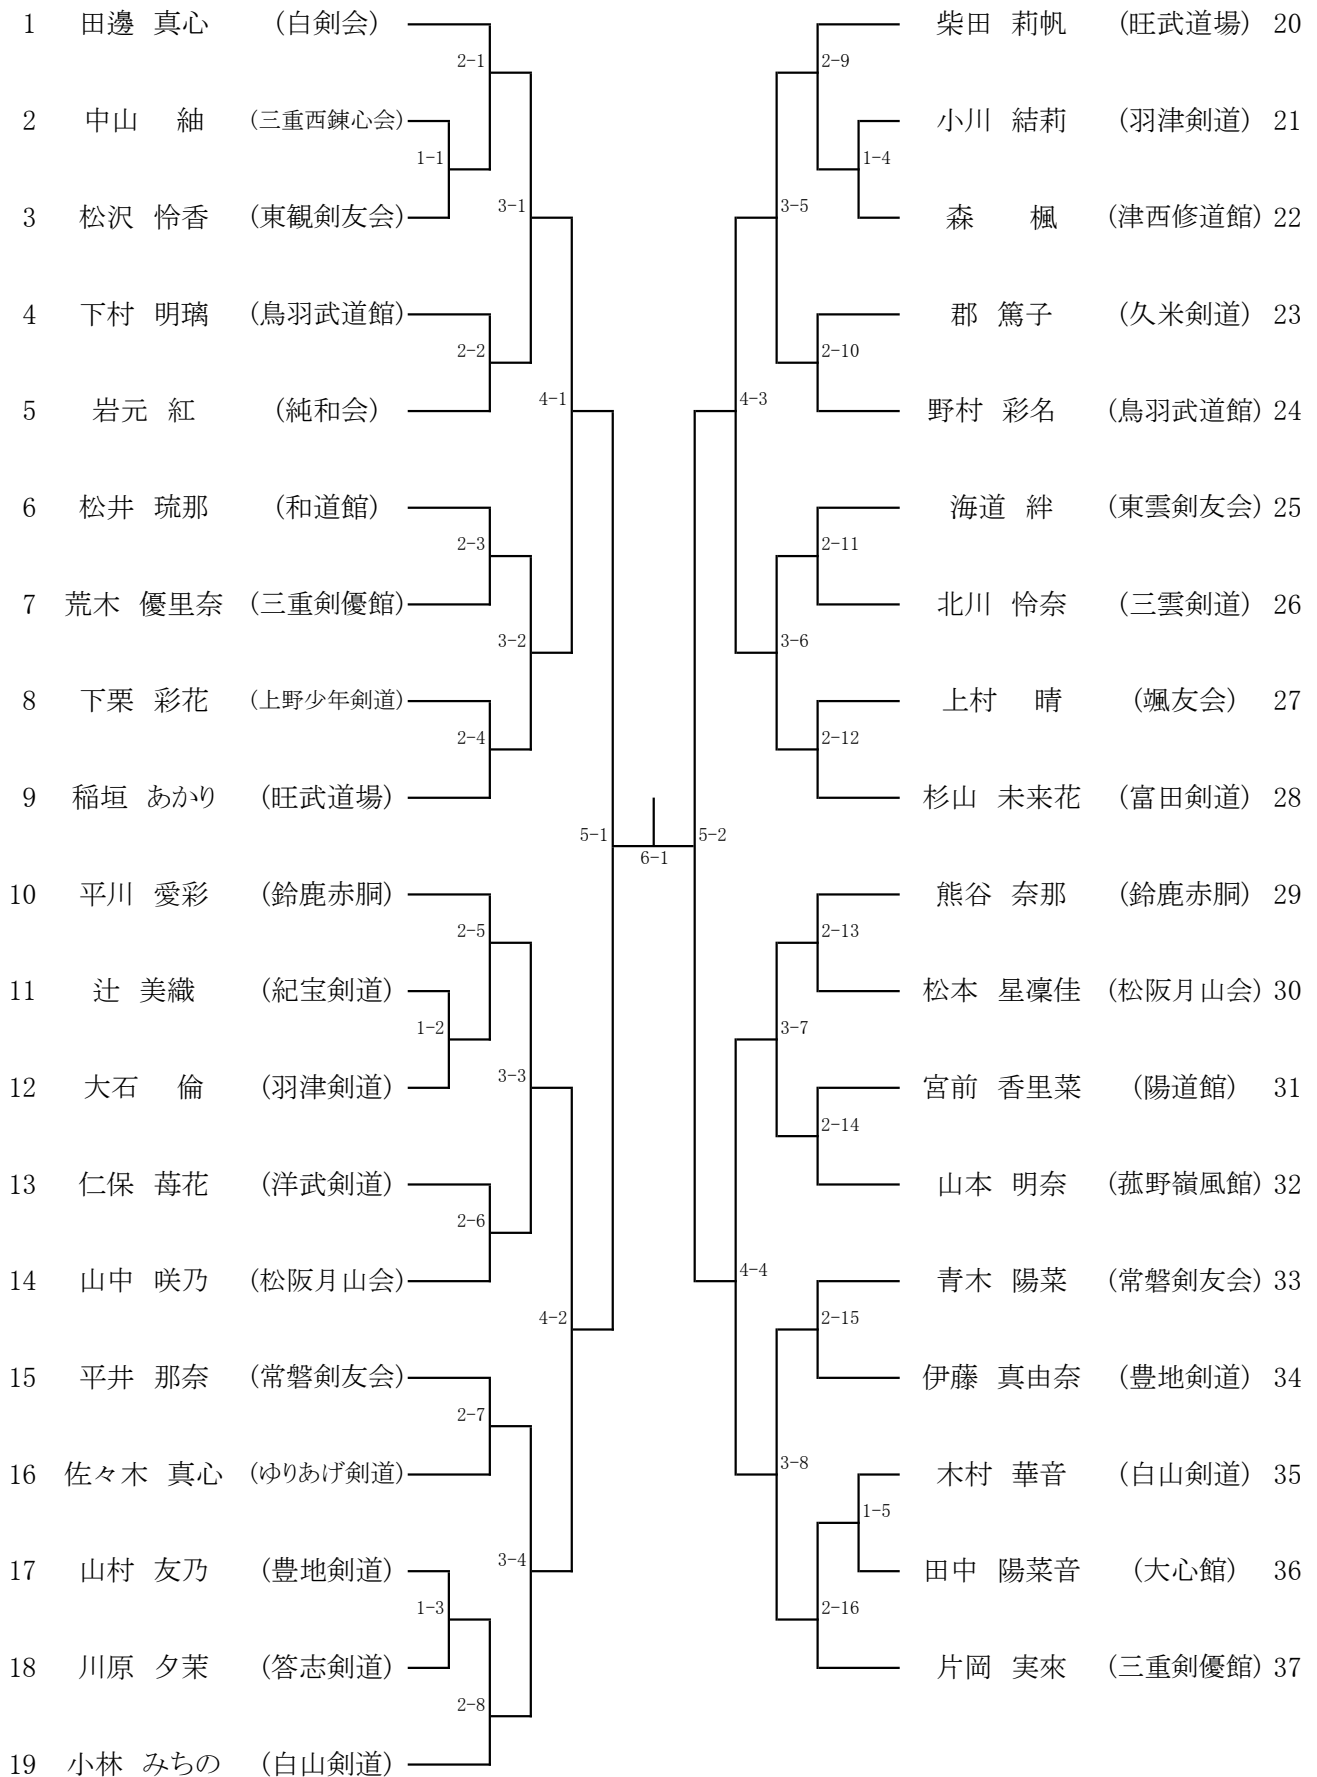 1 田邊 真心 (白剣会)
2-1
2 中山 紬 (三重西錬心会)
1-1
3 松沢 怜香 (東観剣友会)
3-1
4 下村 明璃 (鳥羽武道館)
2-2
5 岩元 紅 (純和会)
4-1
6 松井 琉那 (和道館)
2-3
7 荒木 優里奈 (三重剣優館)
3-2
8 下栗 彩花 (上野少年剣道)
2-4
9 稲垣 あかり (旺武道場)
5-1
10 平川 愛彩 (鈴鹿赤胴)
2-5
11 辻 美織 (紀宝剣道)
1-2
12 大石 倫 (羽津剣道)
3-3
13 仁保 苺花 (洋武剣道)
2-6
14 山中 咲乃 (松阪月山会)
4-2
15 平井 那奈 (常磐剣友会)
2-7
16 佐々木 真心 (ゆりあげ剣道)
3-4
17 山村 友乃 (豊地剣道)
1-3
18 川原 夕茉 (答志剣道)
2-8
19 小林 みちの (白山剣道)
6-1
柴田 莉帆 (旺武道場) 20
2-9
小川 結莉 (羽津剣道) 21
1-4
森 楓 (津西修道館) 22
3-5
郡 篤子 (久米剣道) 23
2-10
野村 彩名 (鳥羽武道館) 24
4-3
海道 絆 (東雲剣友会) 25
2-11
北川 怜奈 (三雲剣道) 26
3-6
上村 晴 (颯友会) 27
2-12
杉山 未来花 (富田剣道) 28
5-2
熊谷 奈那 (鈴鹿赤胴) 29
2-13
松本 星凜佳 (松阪月山会) 30
3-7
宮前 香里菜 (陽道館) 31
2-14
山本 明奈 (菰野嶺風館) 32
4-4
青木 陽菜 (常磐剣友会) 33
2-15
伊藤 真由奈 (豊地剣道) 34
3-8
木村 華音 (白山剣道) 35
1-5
田中 陽菜音 (大心館) 36
2-16
片岡 実來 (三重剣優館) 37